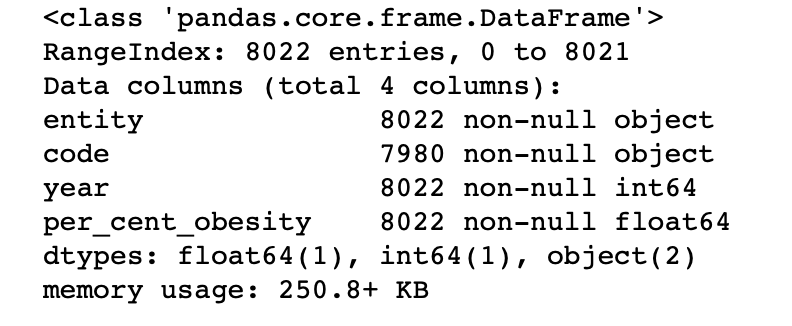 <class 'pandas.core.frame.DataFrame'>
RangeIndex: 8022 entries, 0 to 8021
Data columns (total 4 columns):
entity              8022 non-null object
code                7980 non-null object
year                8022 non-null int64
per_cent_obesity    8022 non-null float64
dtypes: float64(1), int64(1), object(2)
memory usage: 250.8+ KB